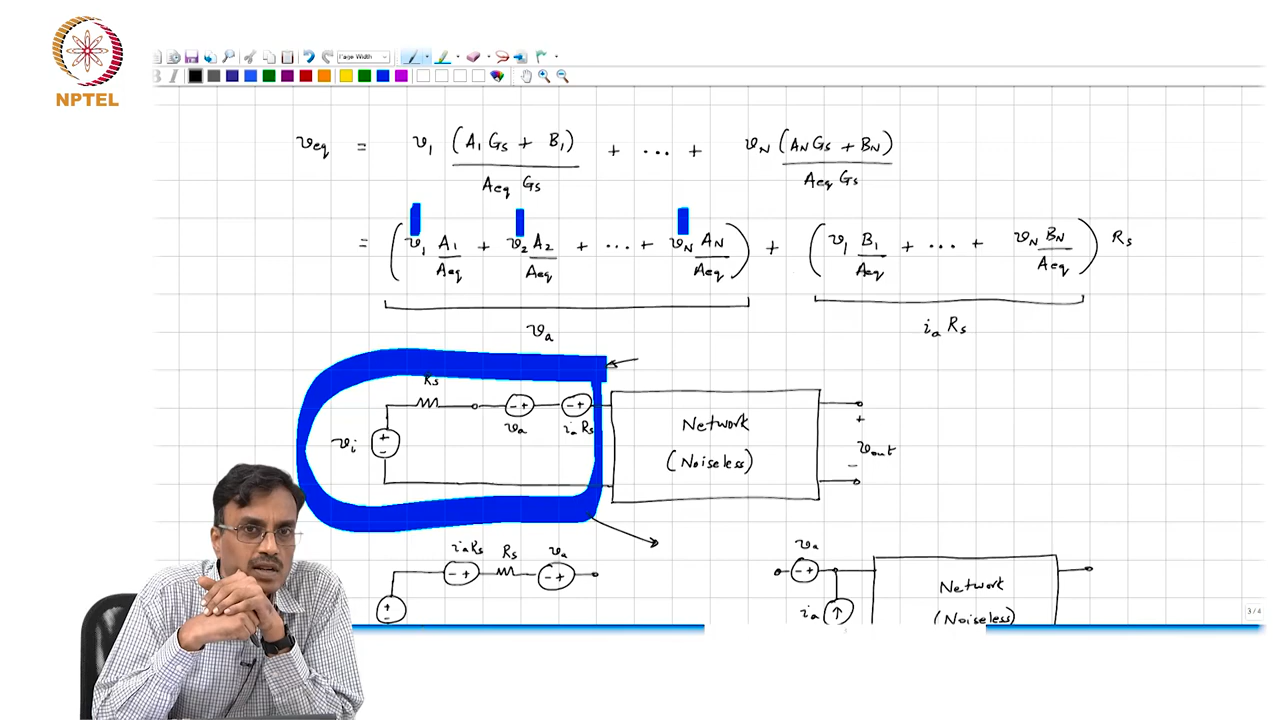 NPTEL
Page Width
B I
v_eq = v_1 (A_1 G_s + B_1) / A_eq G_s + ... + v_N (A_N G_s + B_N) / A_eq G_s
= (v_1 A_1/A_eq + v_2 A_2/A_eq + ... + v_N A_N/A_eq) + (v_1 B_1/A_eq + ... + v_N B_N/A_eq) R_s
v_a
i_a R_s
R_s
- +
- +
v_a
i_a R_s
v_i
+
-
Network
(Noiseless)
+
v_out
-
i_a R_s
R_s
v_a
- +
- +
+
-
v_a
- +
i_a
Network
(Noiseless)
3 / 4